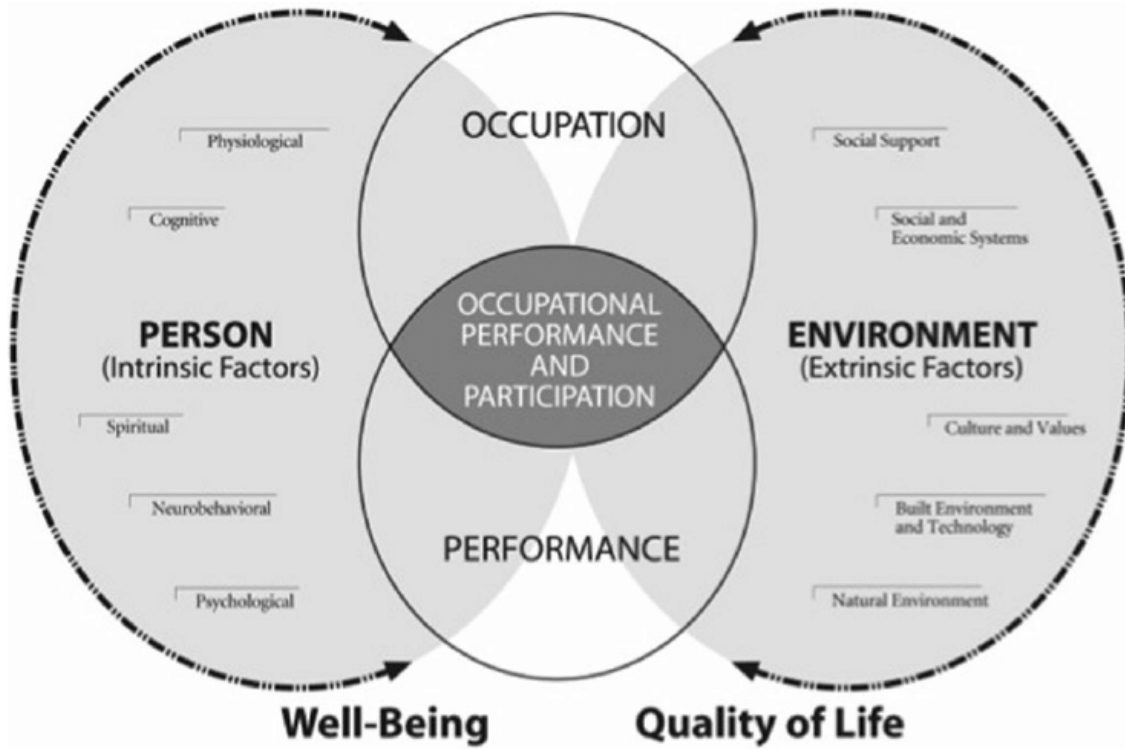 OCCUPATION
Physiological
Social Support
Cognitive
Social and
Economic Systems
PERSON
(Intrinsic Factors)
OCCUPATIONAL
PERFORMANCE
AND
PARTICIPATION
ENVIRONMENT
(Extrinsic Factors)
Spiritual
Culture and Values
Neurobehavioral
Built Environment
and Technology
PERFORMANCE
Psychological
Natural Environment
Well-Being
Quality of Life